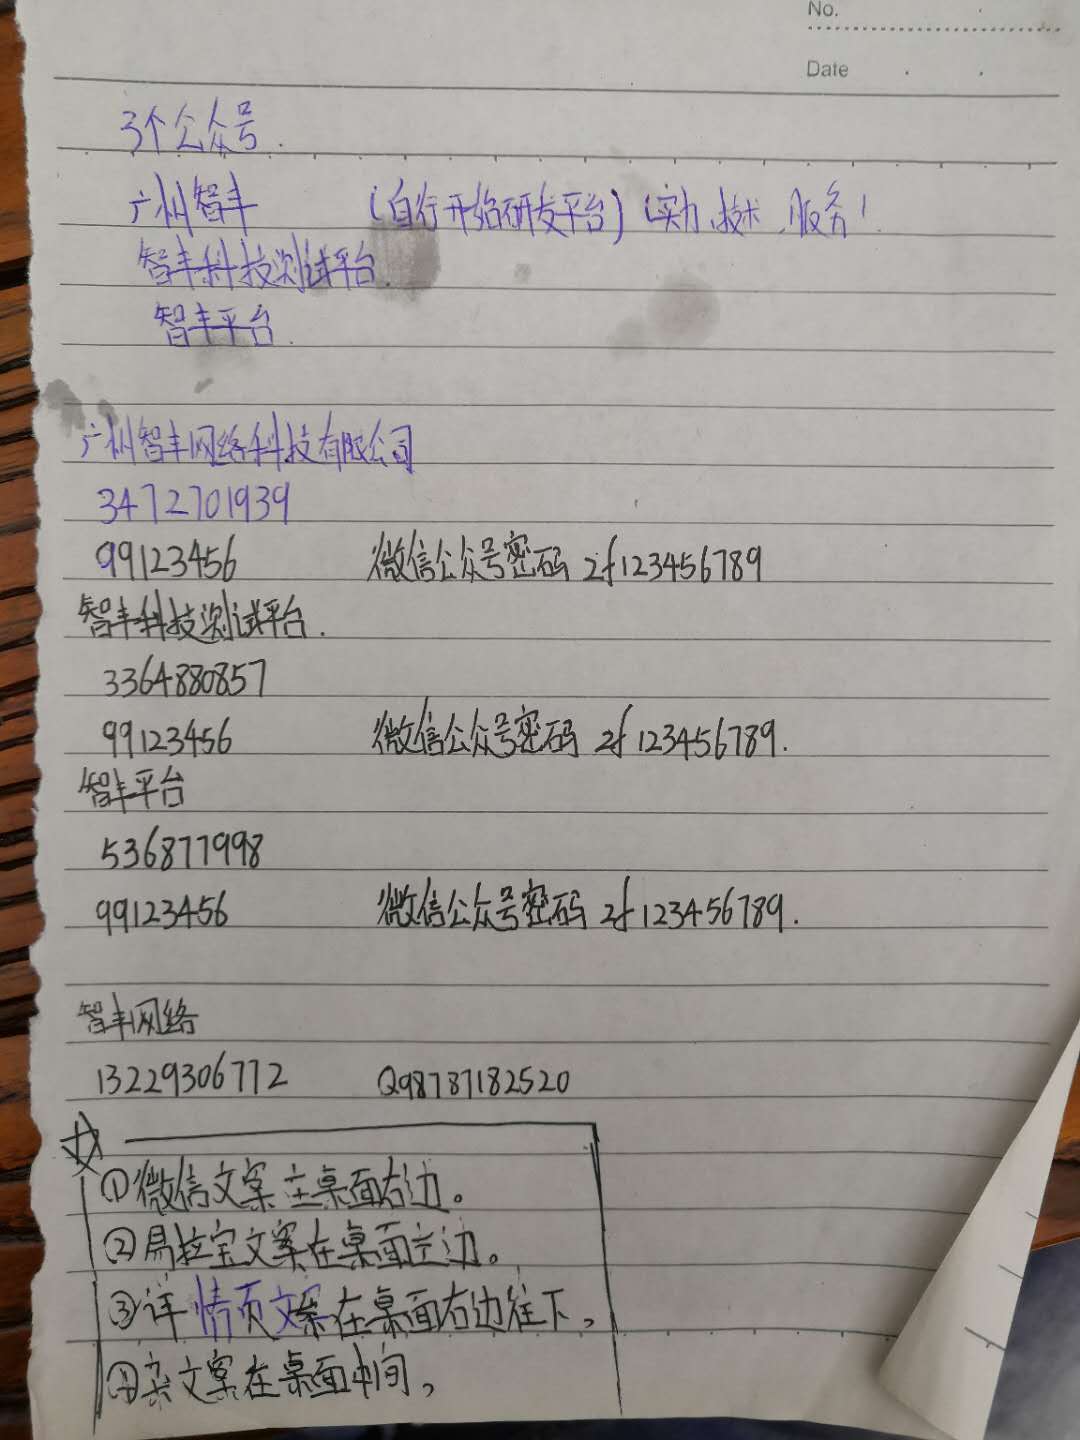 No.
Date
3个公众号.
广州智丰 (自行开始研发平台) (实力、技术、服务)
智丰科技测试平台.
智丰平台.
广州智丰网络科技有限公司
3472701939
99123456 微信公众号密码 zf123456789
智丰科技测试平台.
3364880857
99123456 微信公众号密码 zf123456789.
智丰平台
536877998
99123456 微信公众号密码 zf123456789.
智丰网络
13229306772 Q98787182520
①微信文案在桌面右边。
②易拉宝文案在桌面左边。
③详情页文案在桌面右边往下,
④杂文案在桌面中间,